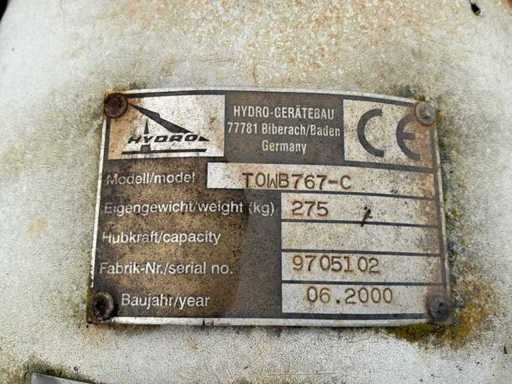 HYDRO
HYDRO-GERÄTEBAU
77781 Biberach/Baden
Germany
CE
Modell/model TOWB767-C
Eigengewicht/weight (kg) 275
Hubkraft/capacity
Fabrik-Nr./serial no. 9705102
Baujahr/year 06.2000